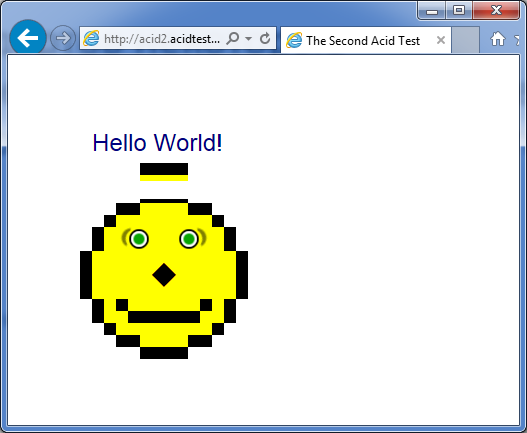 http://acid2.acidtest...
The Second Acid Test
Hello World!